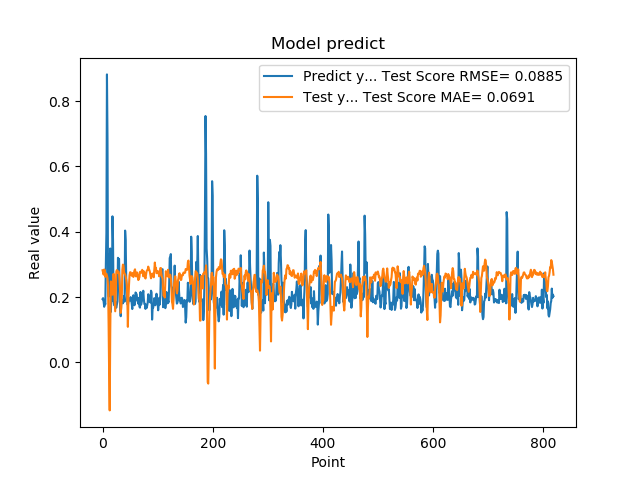 Model predict
Predict y... Test Score RMSE= 0.0885
Test y... Test Score MAE= 0.0691
Real value
0.8
0.6
0.4
0.2
0.0
0 200 400 600 800
Point